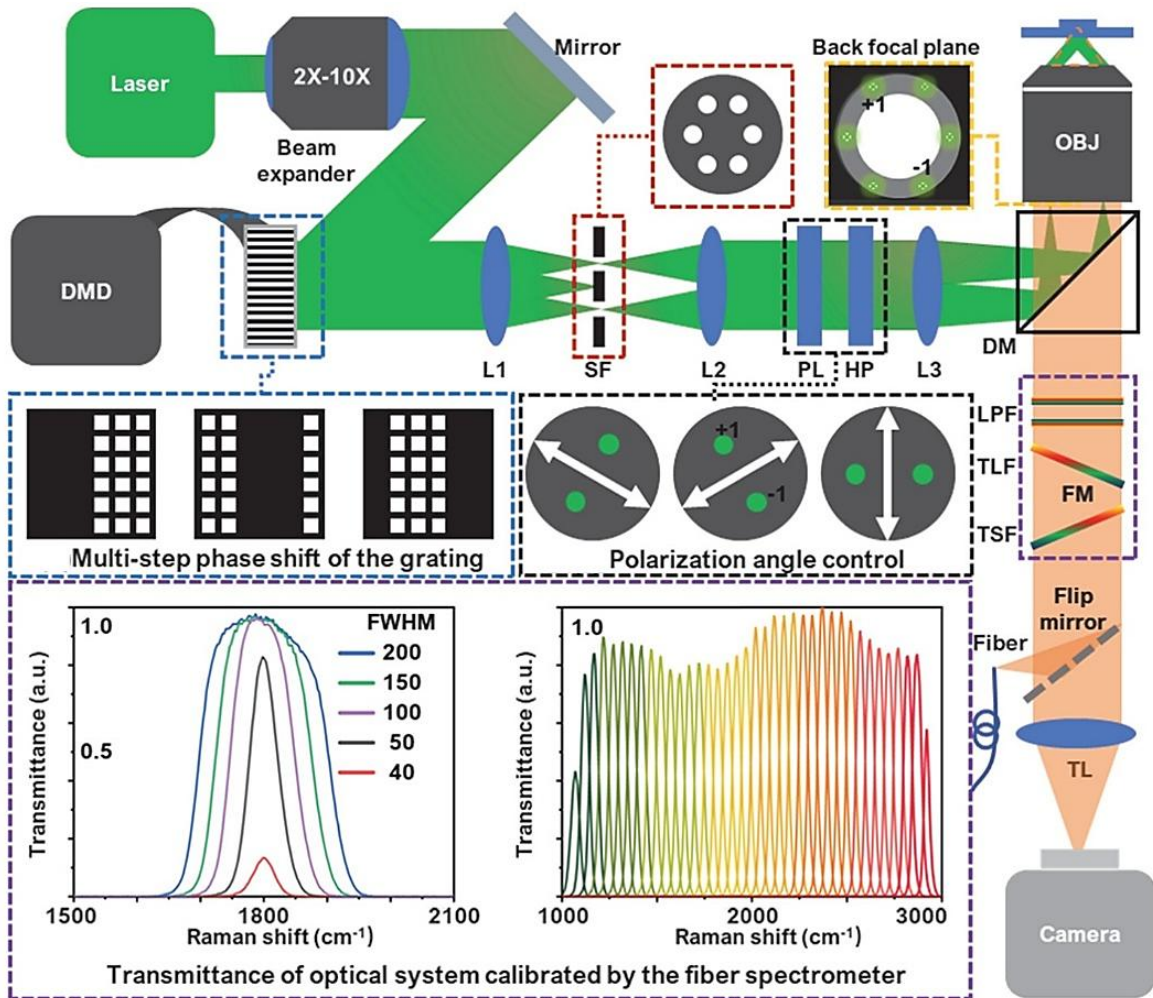 Laser
2X-10X
Beam
expander
Mirror
Back focal plane
+1
-1
OBJ
DMD
L1
SF
L2
PL
HP
L3
DM
LPF
TLF
FM
TSF
Multi-step phase shift of the grating
+1
-1
Polarization angle control
Flip
mirror
Fiber
TL
Camera
Transmittance (a.u.)
1.0
0.5
FWHM
200
150
100
50
40
1500
1800
2100
Raman shift (cm⁻¹)
Transmittance (a.u.)
1.0
1000
2000
3000
Raman shift (cm⁻¹)
Transmittance of optical system calibrated by the fiber spectrometer